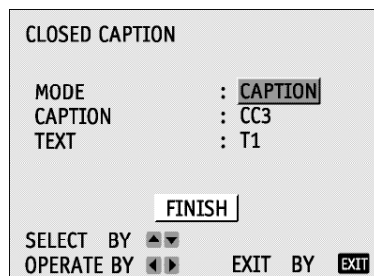 CLOSED CAPTION
MODE : CAPTION
CAPTION : CC3
TEXT : T1
FINISH
SELECT BY ▲▼
OPERATE BY ◀▶ EXIT BY EXIT